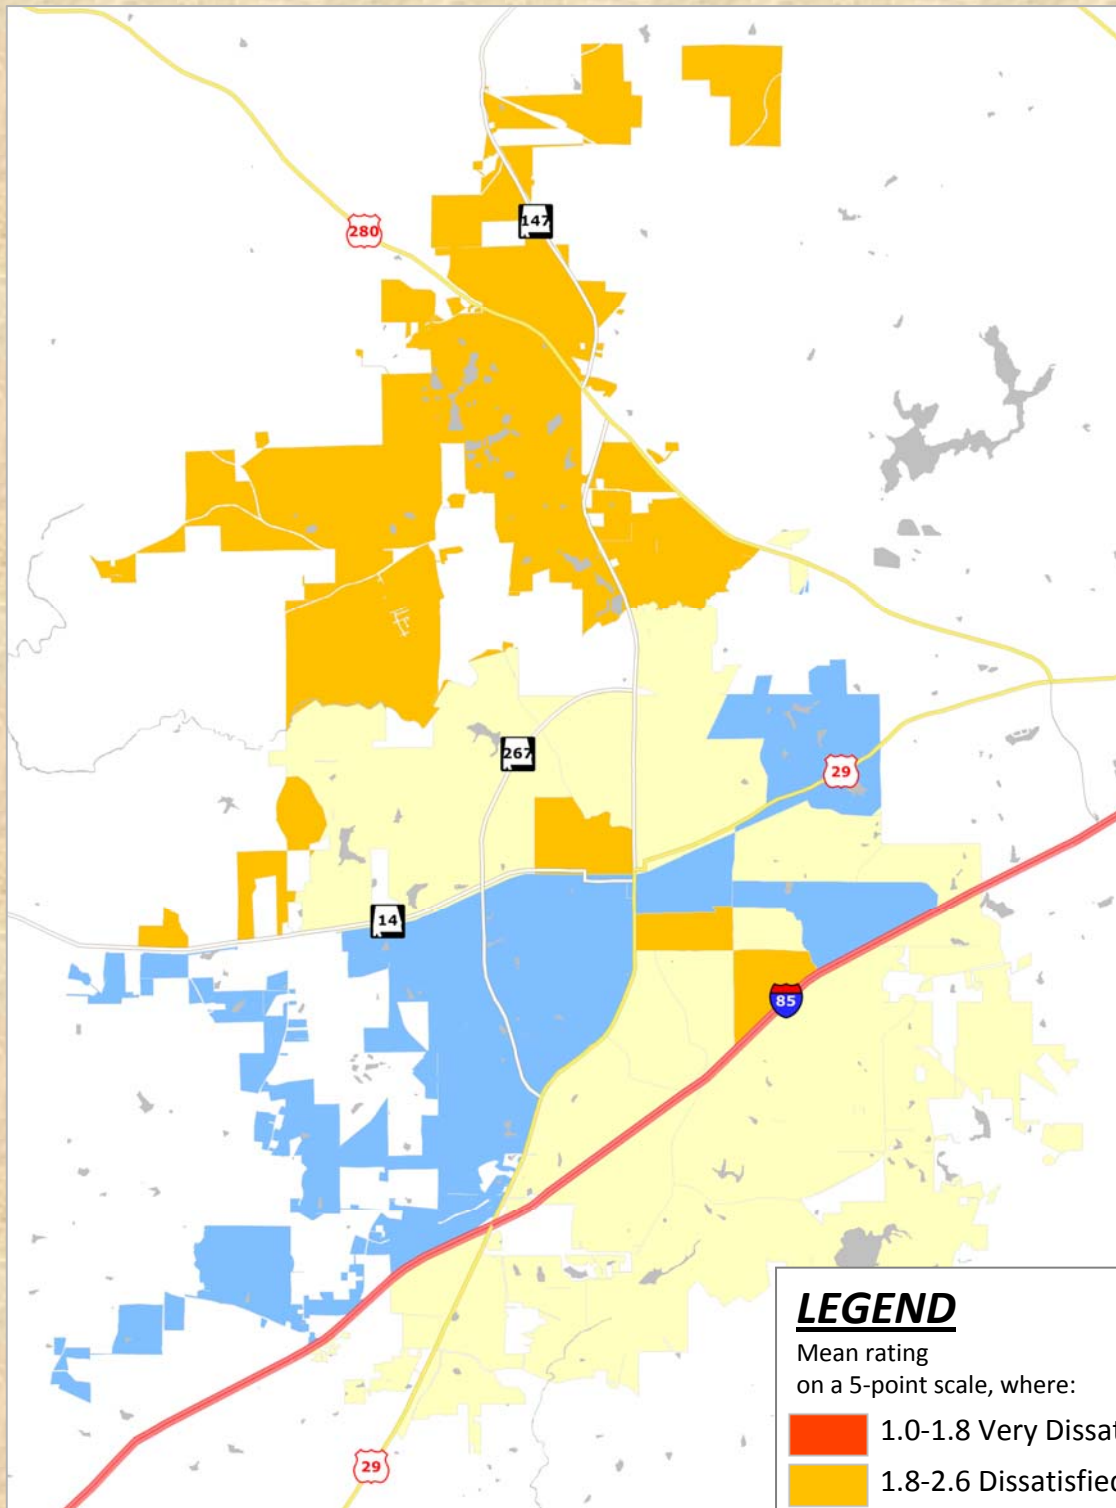 147
280
267
29
14
85
29
LEGEND
Mean rating
on a 5-point scale, where:
1.0-1.8 Very Dissat
1.8-2.6 Dissatisfied